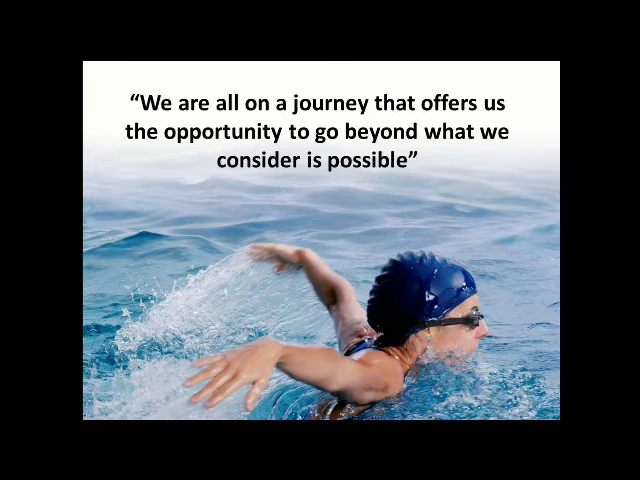 “We are all on a journey that offers us
the opportunity to go beyond what we
consider is possible”